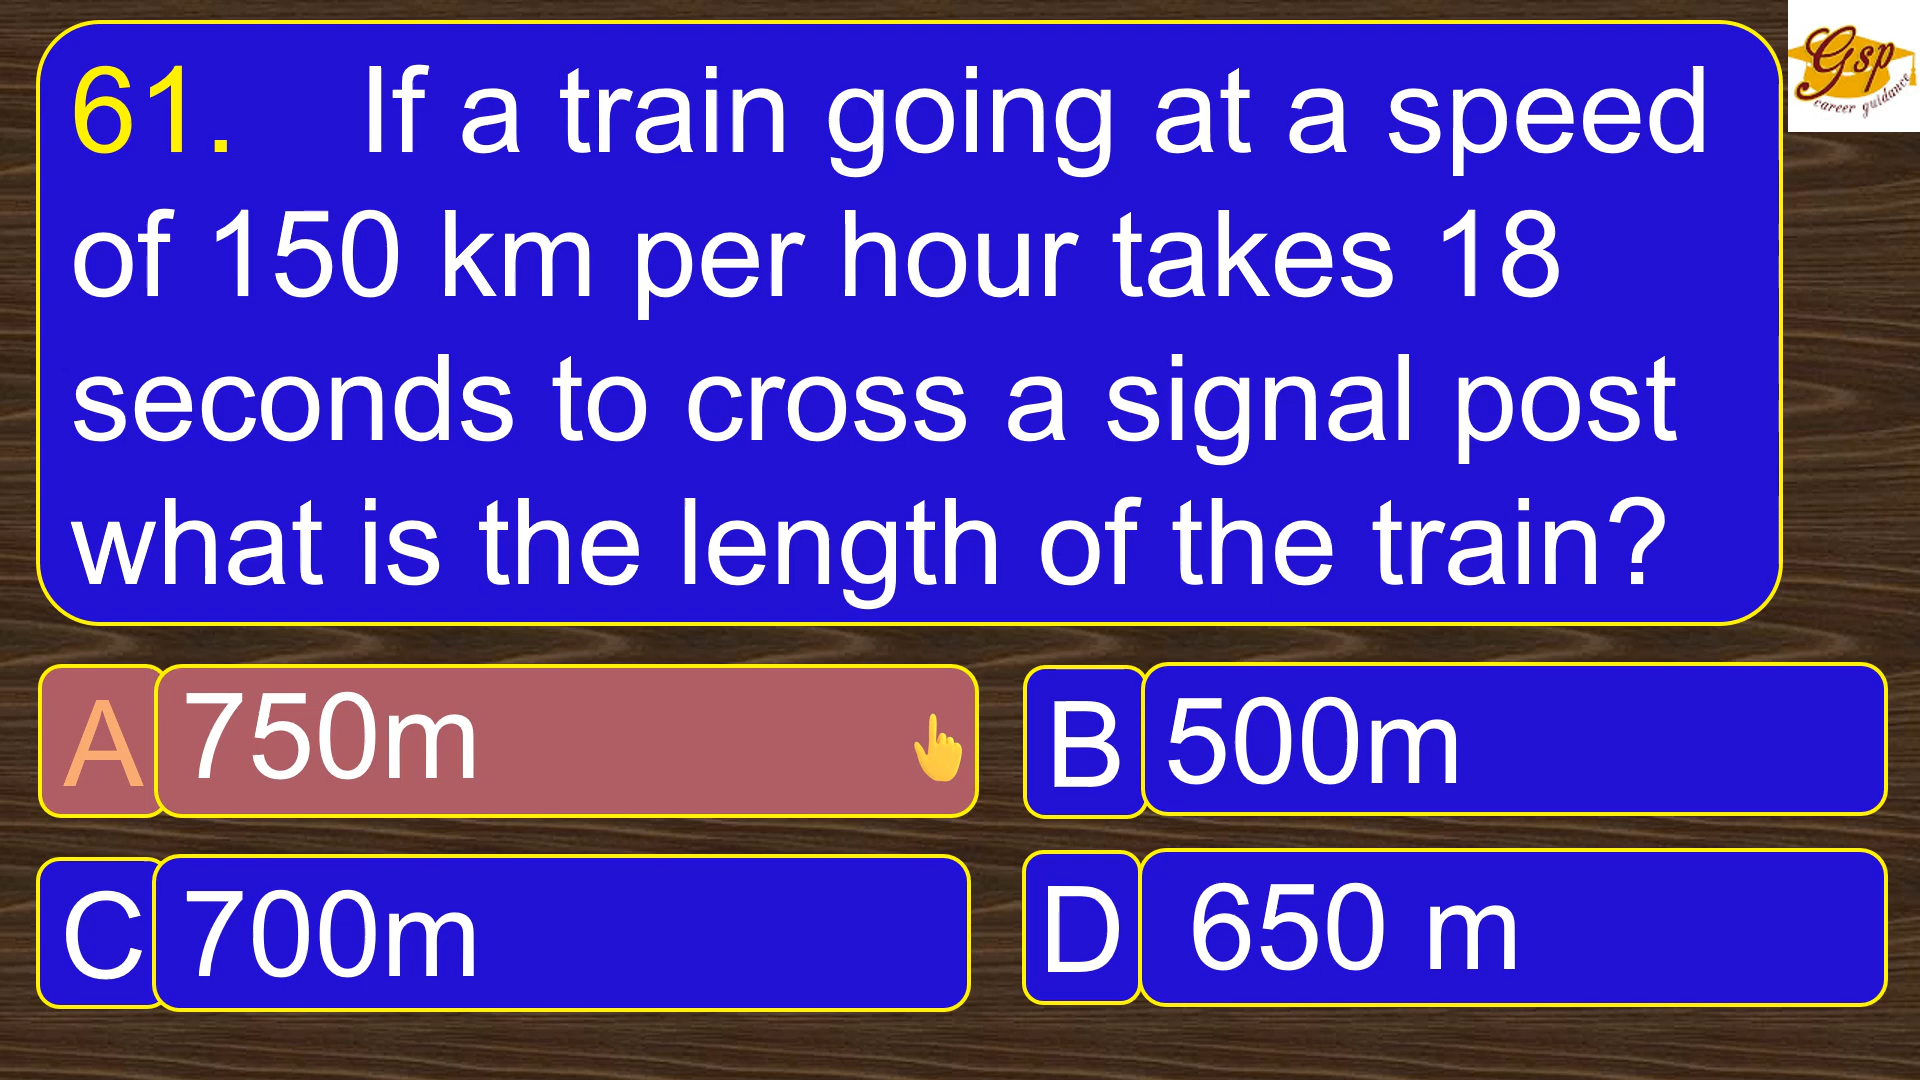 Gsp
career guidance
61. If a train going at a speed
of 150 km per hour takes 18
seconds to cross a signal post
what is the length of the train?
A 750m
B 500m
C 700m
D 650 m